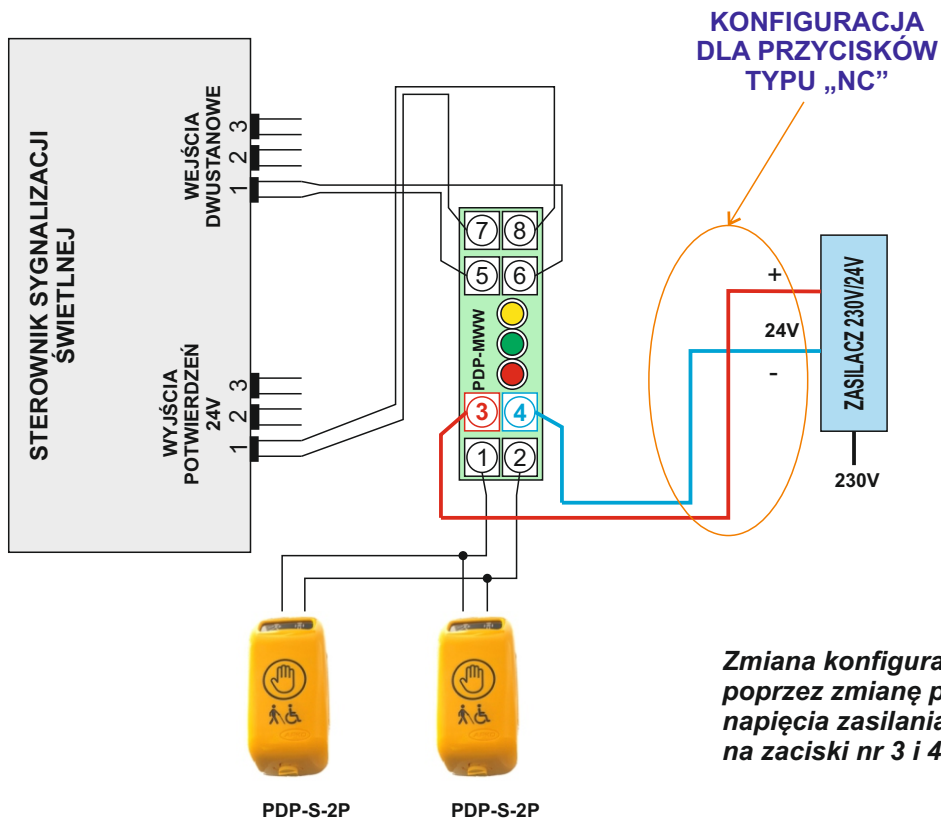 KONFIGURACJA
DLA PRZYCISKÓW
TYPU „NC”
STEROWNIK SYGNALIZACJI
ŚWIETLNEJ
WEJŚCIA
DWUSTANOWE
3
2
1
WYJŚCIA
POTWIERDZEŃ
24V
3
2
1
7 8
5 6
PDP-MWW
3 4
1 2
+
24V
-
ZASILACZ 230V/24V
230V
PDP-S-2P
PDP-S-2P
Zmiana konfigura
poprzez zmianę p
napięcia zasilania
na zaciski nr 3 i 4